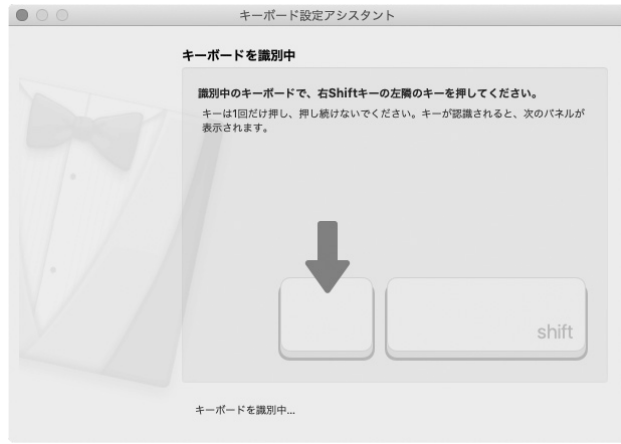 キーボード設定アシスタント
キーボードを識別中
識別中のキーボードで、右Shiftキーの左隣のキーを押してください。
キーは1回だけ押し、押し続けないでください。キーが認識されると、次のパネルが
表示されます。
shift
キーボードを識別中...